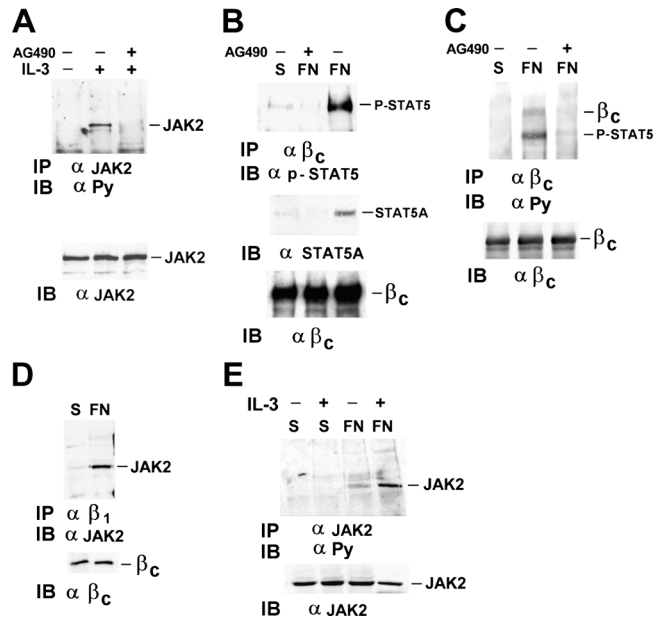 A
AG490 – – +
IL-3 – + +
JAK2
IP α JAK2
IB α Py
JAK2
IB α JAK2
B
AG490 – + –
S FN FN
P-STAT5
IP α βc
IB α p-STAT5
STAT5A
IB α STAT5A
βc
IB α βc
C
AG490 – – +
S FN FN
βc
P-STAT5
IP α βc
IB α Py
βc
IB α βc
D
S FN
JAK2
IP α β1
IB α JAK2
βc
IB α βc
E
IL-3 – + – +
S S FN FN
JAK2
IP α JAK2
IB α Py
JAK2
IB α JAK2